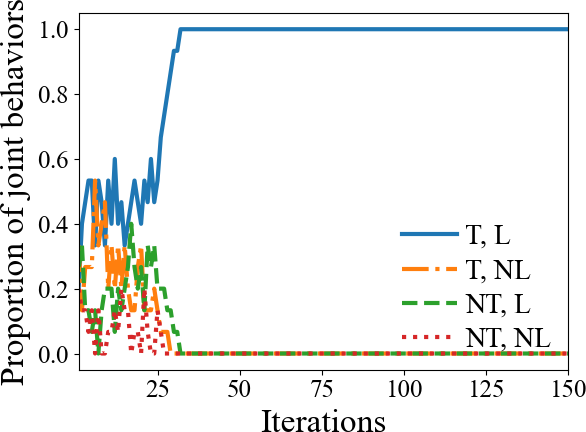 Proportion of joint behaviors
1.0
0.8
0.6
0.4
0.2
0.0
T, L
T, NL
NT, L
NT, NL
25 50 75 100 125 150
Iterations